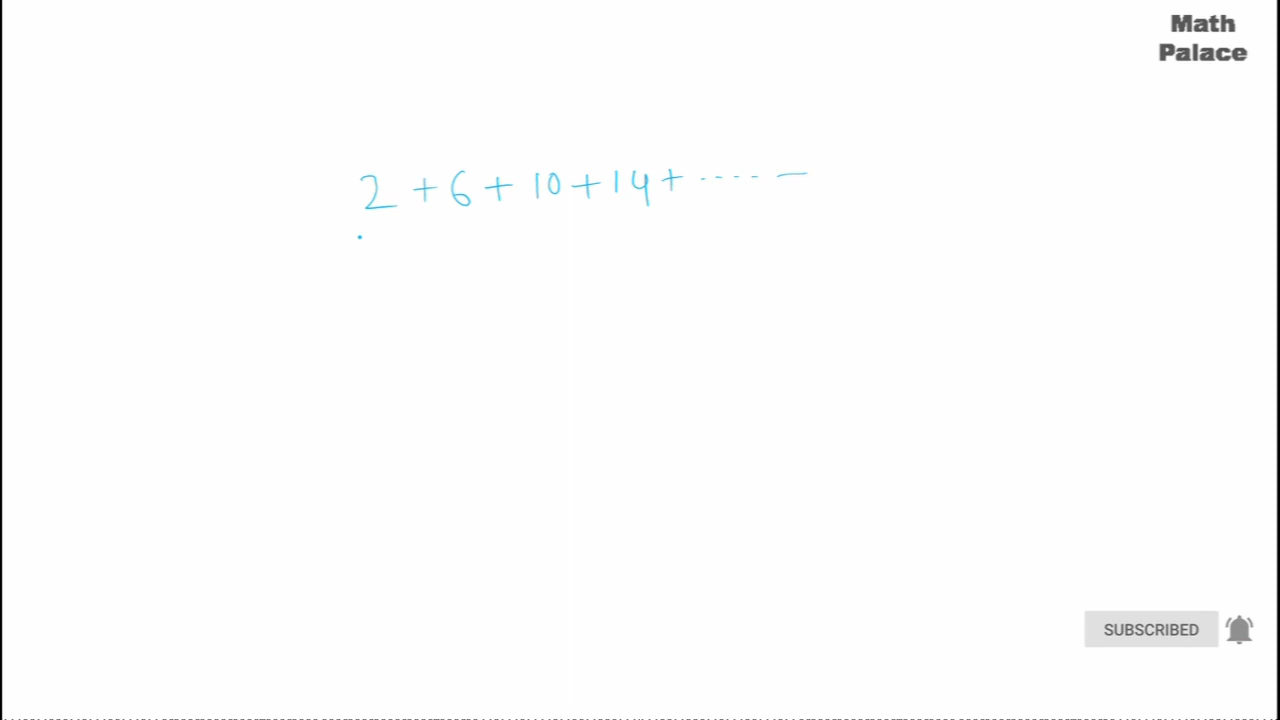 Math
Palace
2 + 6 + 10 + 14 + ..... —
SUBSCRIBED